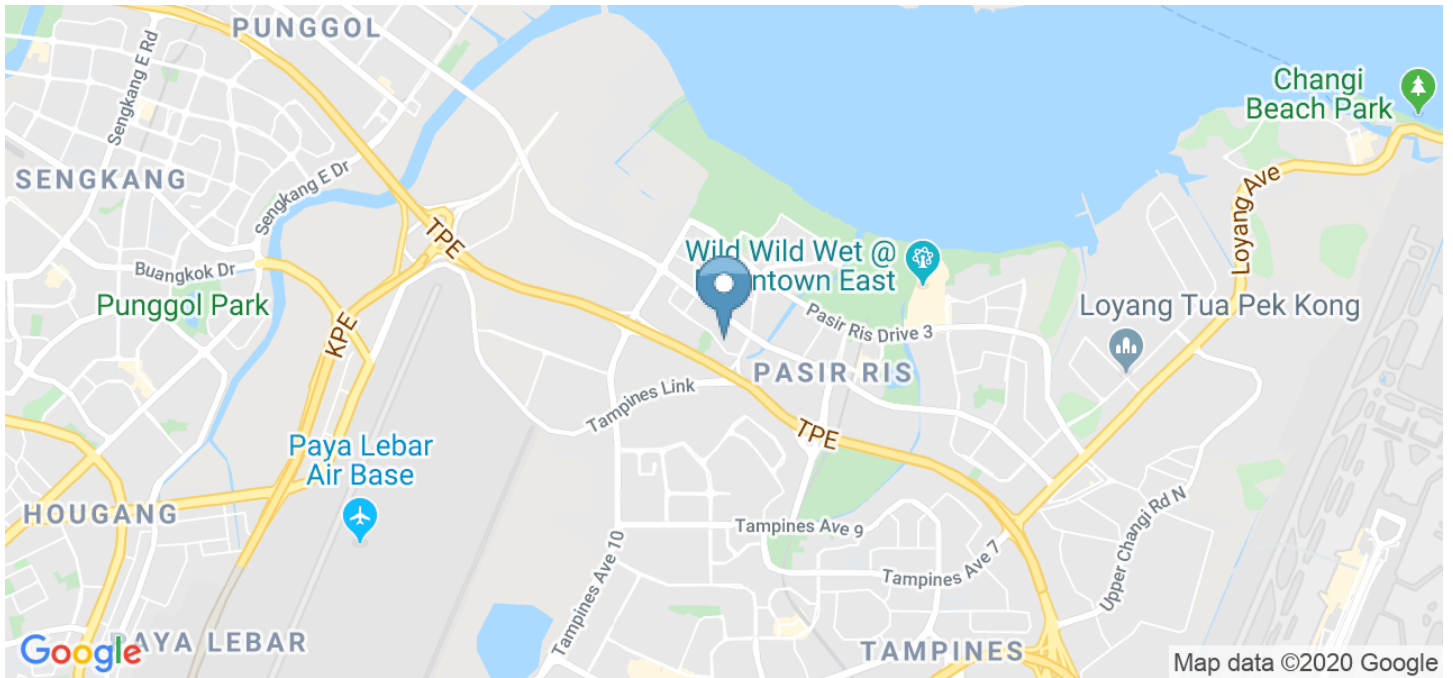 PUNGGOL
Sengkang E Rd
Changi
Beach Park
SENGKANG
Sengkang E Dr
Loyang Ave
TPE
Wild Wild Wet @
ntown East
Buangkok Dr
Punggol Park
KPE
Pasir Ris Drive 3
Loyang Tua Pek Kong
PASIR RIS
Tampines Link
TPE
Paya Lebar
Air Base
HOUGANG
Tampines Ave 10
Tampines Ave 9
Tampines Ave 7
Upper Changi Rd N
Google
AYA LEBAR
TAMPINES
Map data ©2020 Google